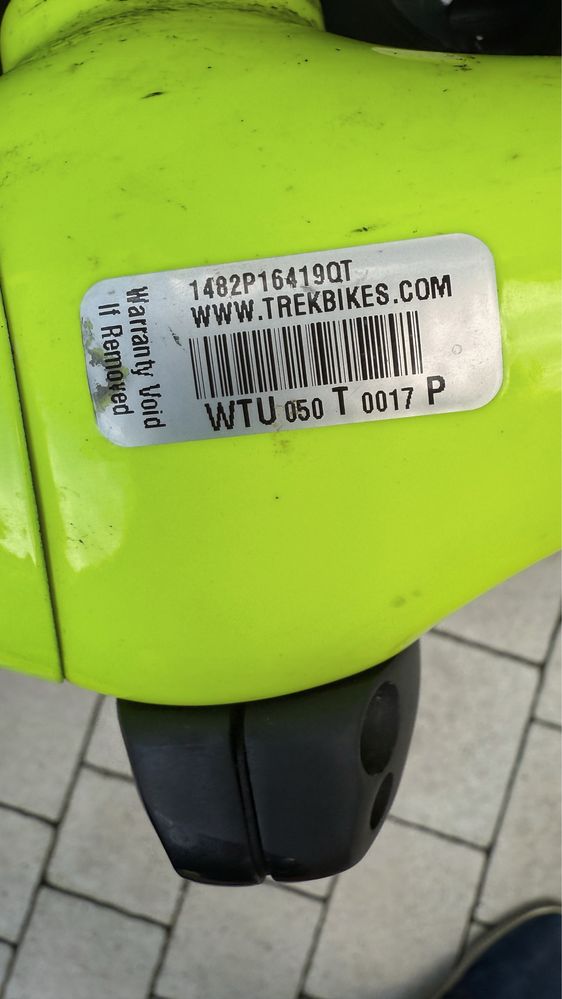 1482P16419QT
WWW.TREKBIKES.COM
WTU 050 T 0017 P
Warranty Void
If Removed